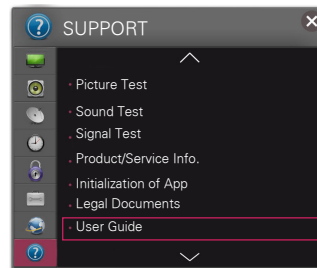 SUPPORT
• Picture Test
• Sound Test
• Signal Test
• Product/Service Info.
• Initialization of App
• Legal Documents
• User Guide